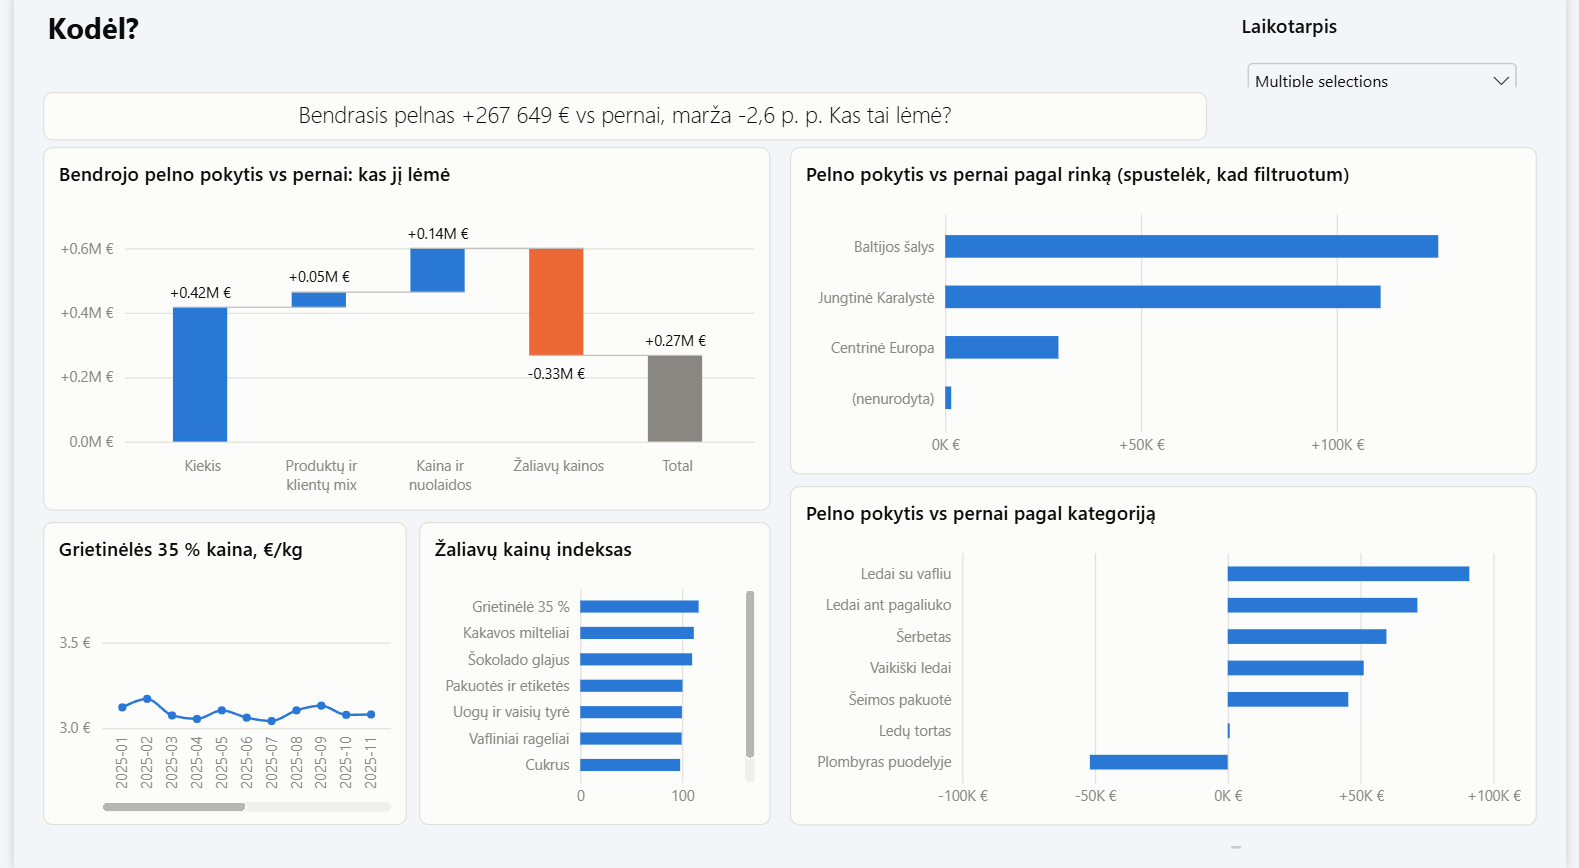 Kodėl?
Laikotarpis
Multiple selections
Bendrasis pelnas +267 649 € vs pernai, marža -2,6 p. p. Kas tai lėmė?
Bendrojo pelno pokytis vs pernai: kas jį lėmė
+0.6M €
+0.4M €
+0.2M €
0.0M €
+0.42M €
+0.05M €
+0.14M €
-0.33M €
+0.27M €
Kiekis
Produktų ir
klientų mix
Kaina ir
nuolaidos
Žaliavų kainos
Total
Pelno pokytis vs pernai pagal rinką (spustelėk, kad filtruotum)
Baltijos šalys
Jungtinė Karalystė
Centrinė Europa
(nenurodyta)
0K €
+50K €
+100K €
Grietinėlės 35 % kaina, €/kg
3.5 €
3.0 €
2025-01
2025-02
2025-03
2025-04
2025-05
2025-06
2025-07
2025-08
2025-09
2025-10
2025-11
Žaliavų kainų indeksas
Grietinėlė 35 %
Kakavos milteliai
Šokolado glajus
Pakuotės ir etiketės
Uogų ir vaisių tyrė
Vafliniai rageliai
Cukrus
0
100
Pelno pokytis vs pernai pagal kategoriją
Ledai su vafliu
Ledai ant pagaliuko
Šerbetas
Vaikiški ledai
Šeimos pakuotė
Ledų tortas
Plombyras puodelyje
-100K €
-50K €
0K €
+50K €
+100K €